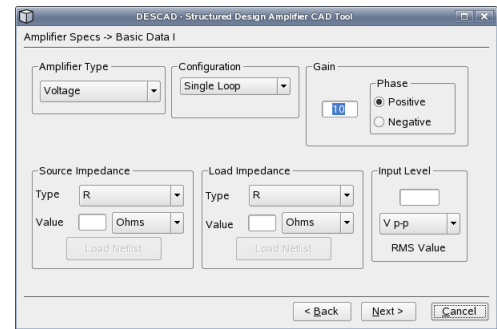 DESCAD - Structured Design Amplifier CAD Tool
Amplifier Specs -> Basic Data I
Amplifier Type
Voltage
Configuration
Single Loop
Gain
10
Phase
Positive
Negative
Source Impedance
Type R
Value Ohms
Load Netlist
Load Impedance
Type R
Value Ohms
Load Netlist
Input Level
V p-p
RMS Value
< Back Next > Cancel